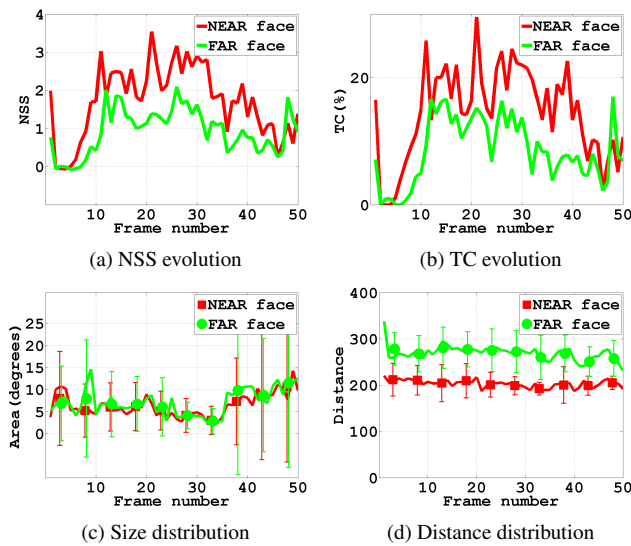 4
3
2
1
0
NSS
NEAR face
FAR face
10 20 30 40 50
Frame number
(a) NSS evolution
20
10
0
TC(%)
NEAR face
FAR face
10 20 30 40 50
Frame number
(b) TC evolution
25
20
15
10
5
0
Area(degrees)
NEAR face
FAR face
10 20 30 40 50
Frame number
(c) Size distribution
400
300
200
100
0
Distance
NEAR face
FAR face
10 20 30 40 50
Frame number
(d) Distance distribution